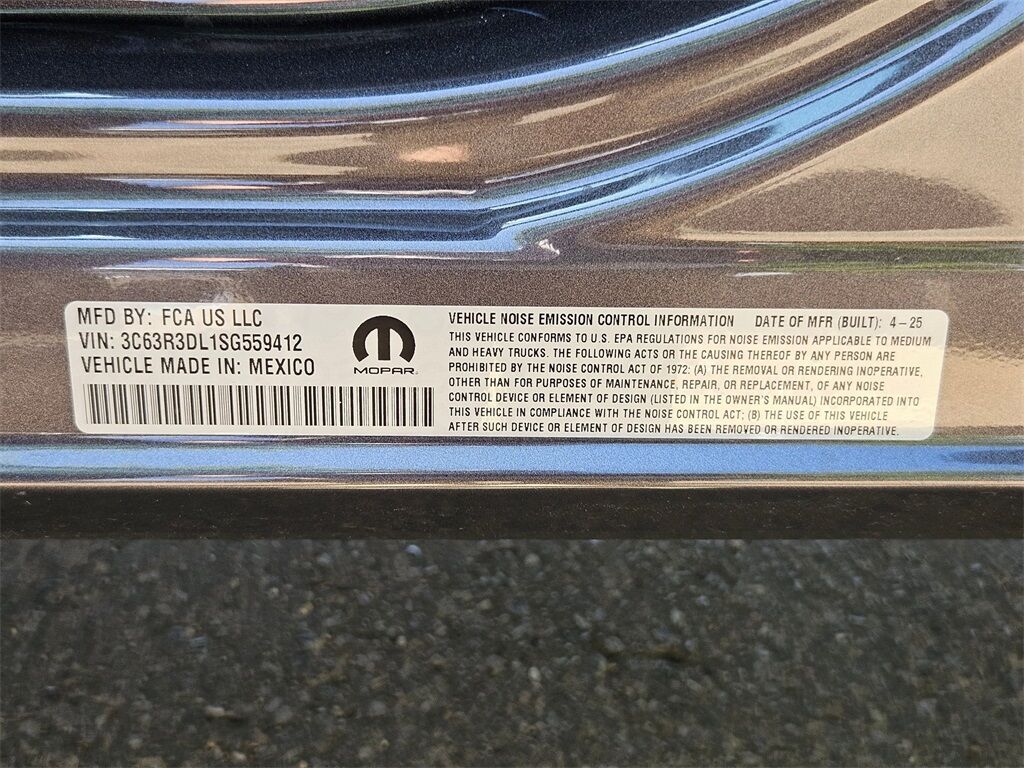 MFD BY: FCA US LLC
VIN: 3C63R3DL1SG559412
VEHICLE MADE IN: MEXICO
MOPAR.
VEHICLE NOISE EMISSION CONTROL INFORMATION DATE OF MFR (BUILT): 4-25
THIS VEHICLE CONFORMS TO U.S. EPA REGULATIONS FOR NOISE EMISSION APPLICABLE TO MEDIUM
AND HEAVY TRUCKS. THE FOLLOWING ACTS OR THE CAUSING THEREOF BY ANY PERSON ARE
PROHIBITED BY THE NOISE CONTROL ACT OF 1972: (A) THE REMOVAL OR RENDERING INOPERATIVE,
OTHER THAN FOR PURPOSES OF MAINTENANCE, REPAIR, OR REPLACEMENT, OF ANY NOISE
CONTROL DEVICE OR ELEMENT OF DESIGN (LISTED IN THE OWNER'S MANUAL) INCORPORATED INTO
THIS VEHICLE IN COMPLIANCE WITH THE NOISE CONTROL ACT; (B) THE USE OF THIS VEHICLE
AFTER SUCH DEVICE OR ELEMENT OF DESIGN HAS BEEN REMOVED OR RENDERED INOPERATIVE.